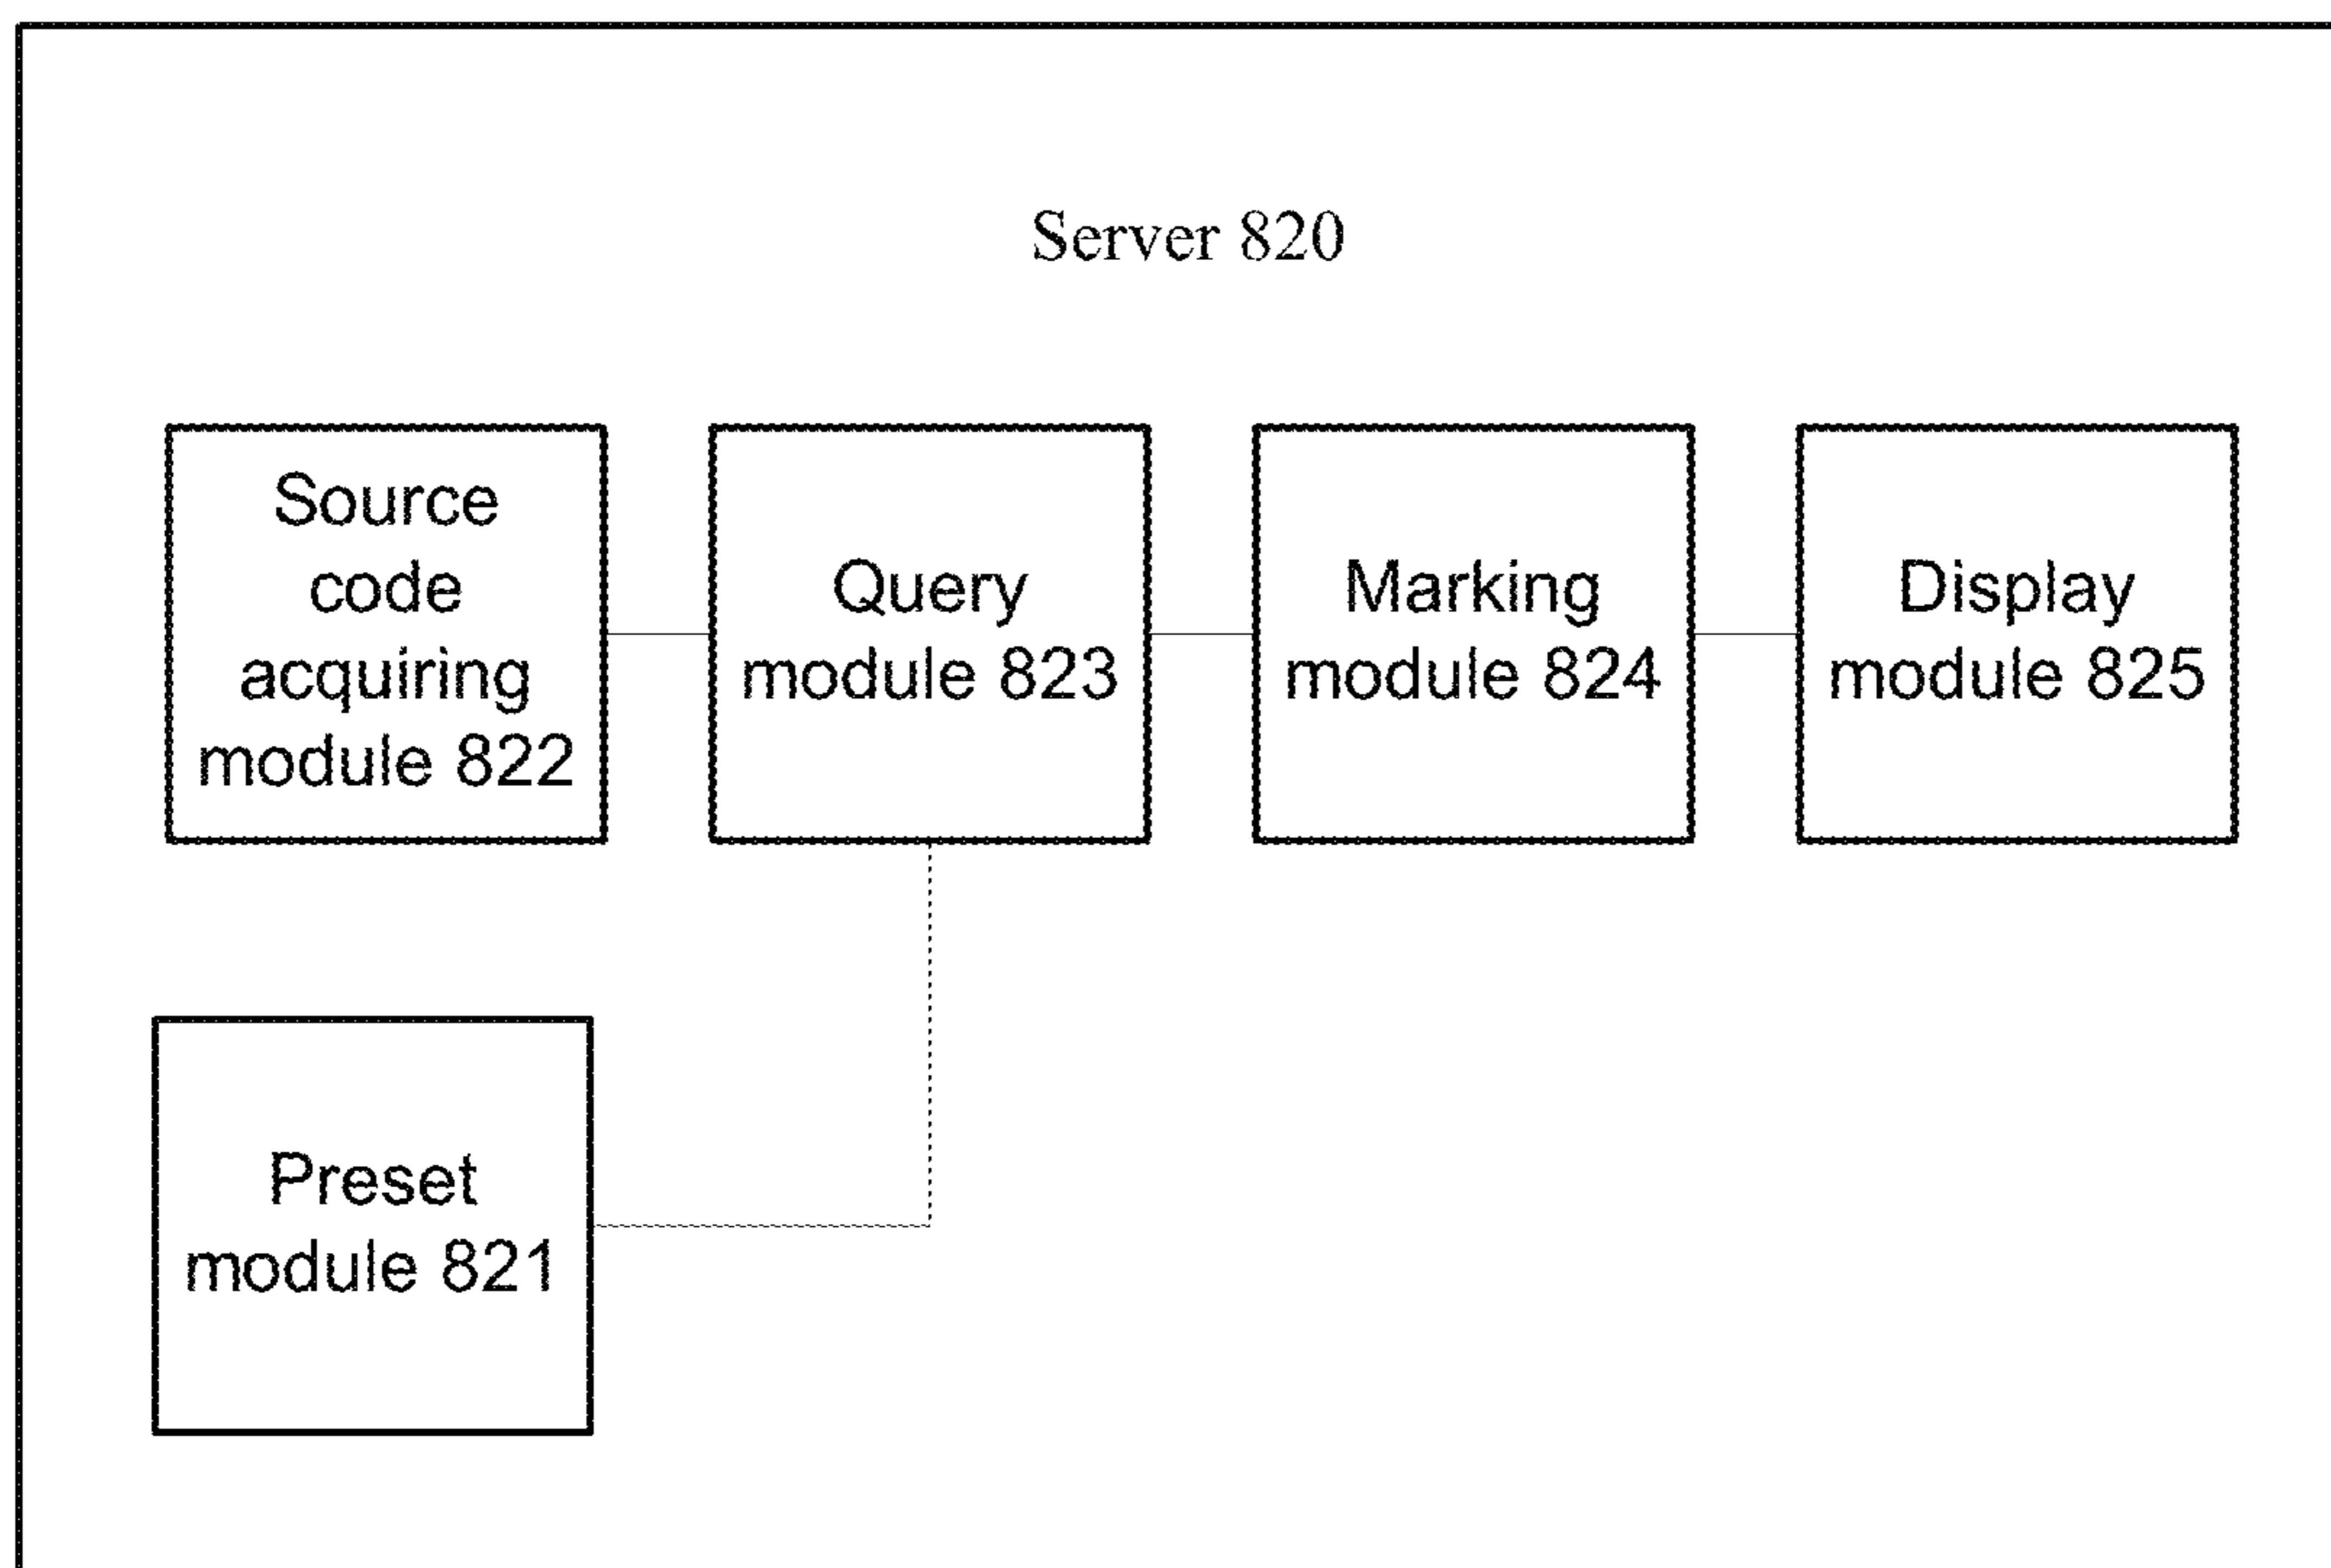 Server 820
Source
code
acquiring
module 822
Query
module 823
Marking
module 824
Display
module 825
Preset
module 821